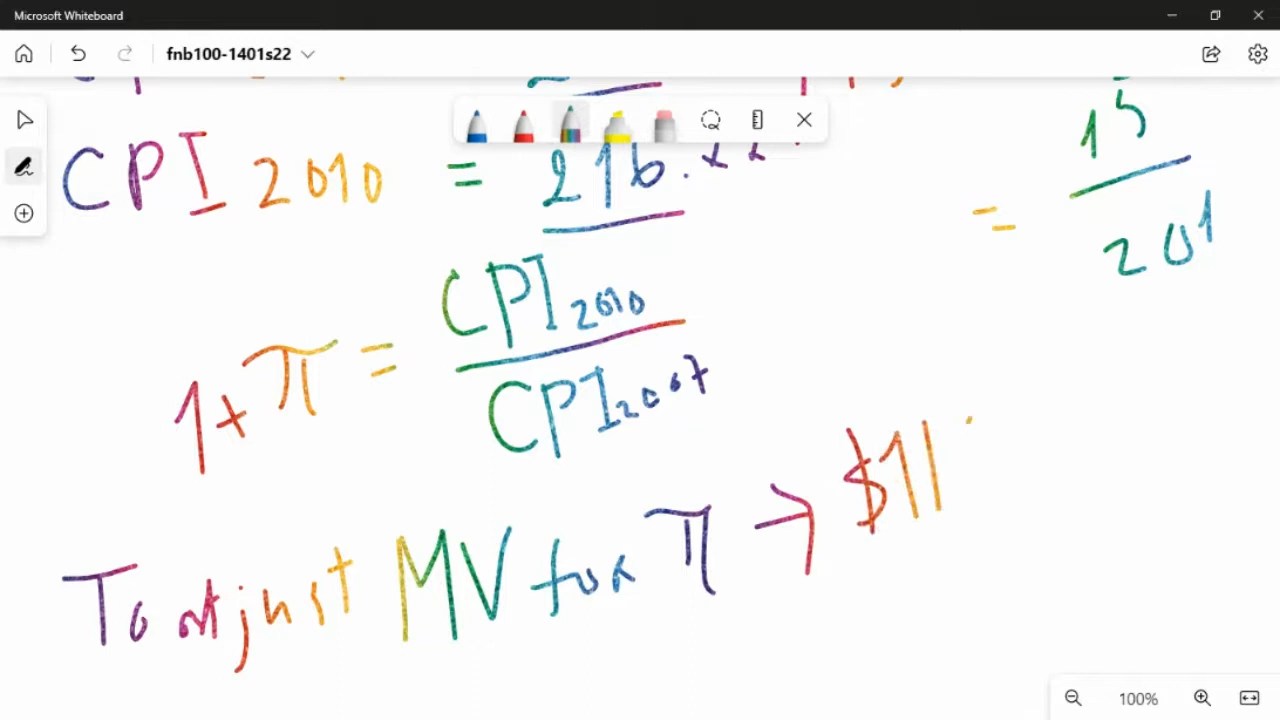 Microsoft Whiteboard
fnb100-1401s22
CPI 2010 = 216.
= 15
201
1+π = CPI2010
CPI2007
To adjust MV for π → $11
100%